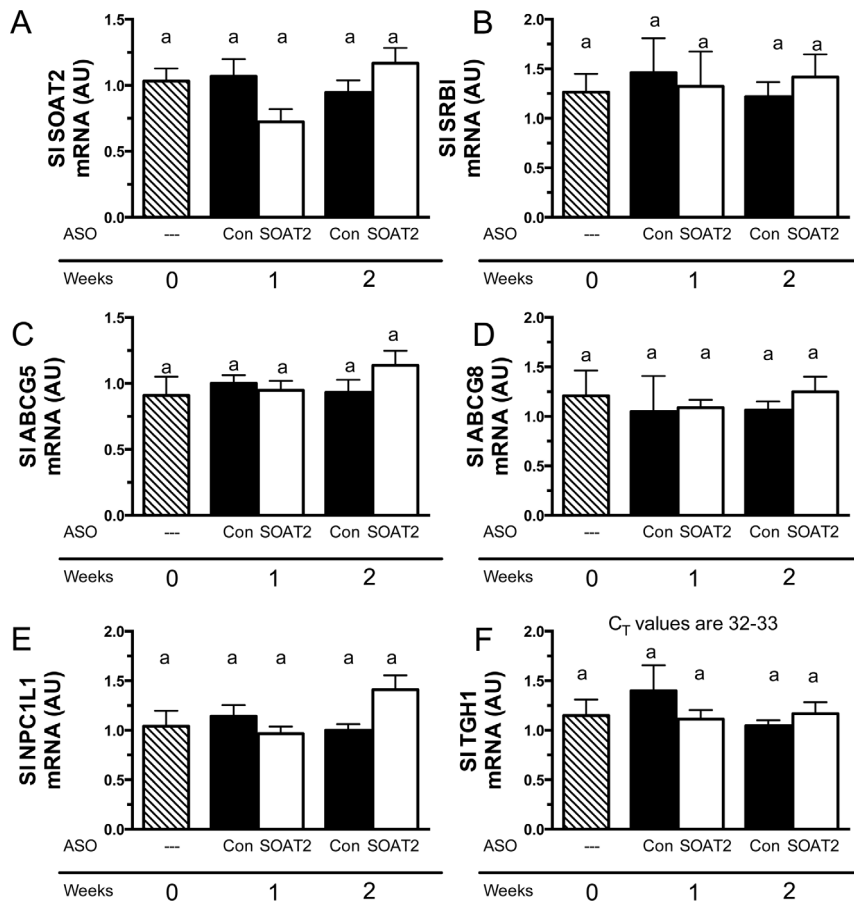 A
SI SOAT2
mRNA (AU)
1.5
1.0
0.5
0.0
a a a a a
ASO --- Con SOAT2 Con SOAT2
Weeks 0 1 2
B
SI SRBI
mRNA (AU)
2.0
1.5
1.0
0.5
0.0
a a a a a
ASO --- Con SOAT2 Con SOAT2
Weeks 0 1 2
C
SI ABCG5
mRNA (AU)
1.5
1.0
0.5
0.0
a a a a a
ASO --- Con SOAT2 Con SOAT2
Weeks 0 1 2
D
SI ABCG8
mRNA (AU)
2.0
1.5
1.0
0.5
0.0
a a a a a
ASO --- Con SOAT2 Con SOAT2
Weeks 0 1 2
E
SI NPC1L1
mRNA (AU)
2.0
1.5
1.0
0.5
0.0
a a a a a
ASO --- Con SOAT2 Con SOAT2
Weeks 0 1 2
F
CT values are 32-33
SI TGH1
mRNA (AU)
2.0
1.5
1.0
0.5
0.0
a a a a a
ASO --- Con SOAT2 Con SOAT2
Weeks 0 1 2